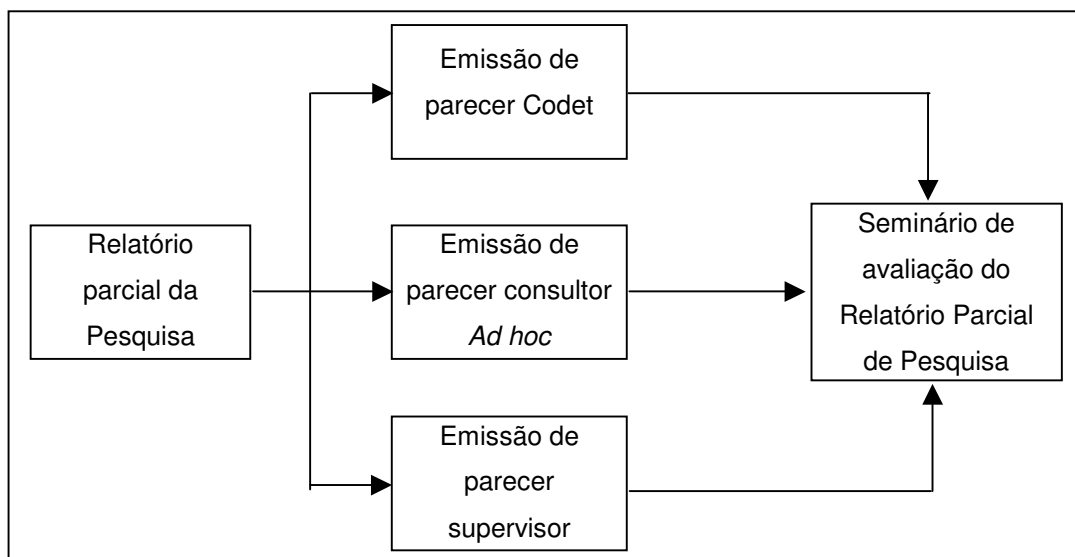 Emissão de
parecer Codet
Relatório
parcial da
Pesquisa
Emissão de
parecer consultor
Ad hoc
Seminário de
avaliação do
Relatório Parcial
de Pesquisa
Emissão de
parecer
supervisor